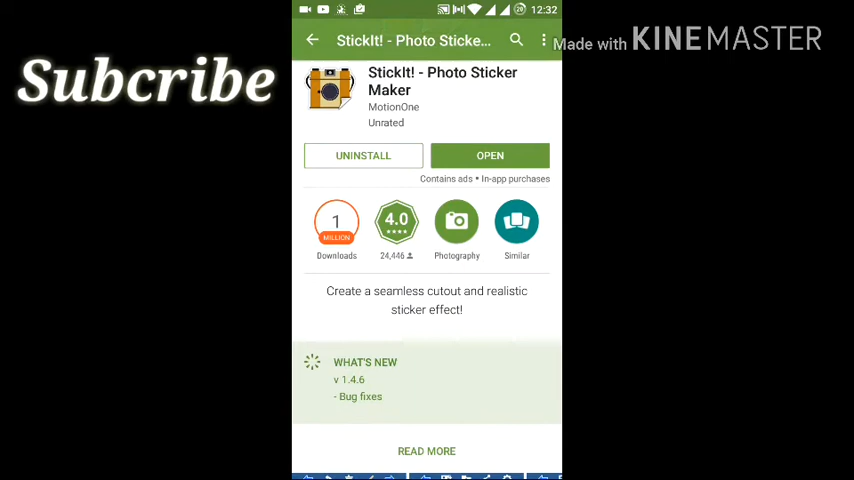 12:32
StickIt! - Photo Sticke...
Made with KINEMASTER
Subcribe
StickIt! - Photo Sticker
Maker
MotionOne
Unrated
UNINSTALL
OPEN
Contains ads • In-app purchases
1
MILLION
4.0
Downloads
24,446
Photography
Similar
Create a seamless cutout and realistic
sticker effect!
WHAT'S NEW
v 1.4.6
- Bug fixes
READ MORE